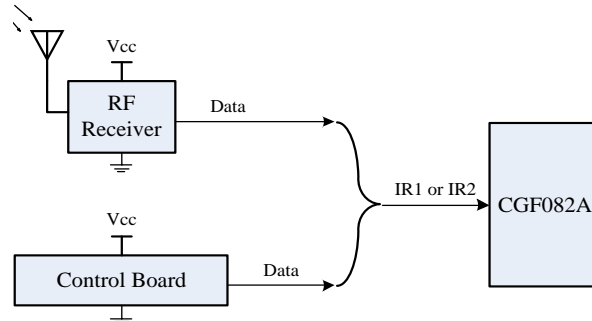 Vcc
RF
Receiver
Data
IR1 or IR2
CGF082A
Vcc
Control Board
Data